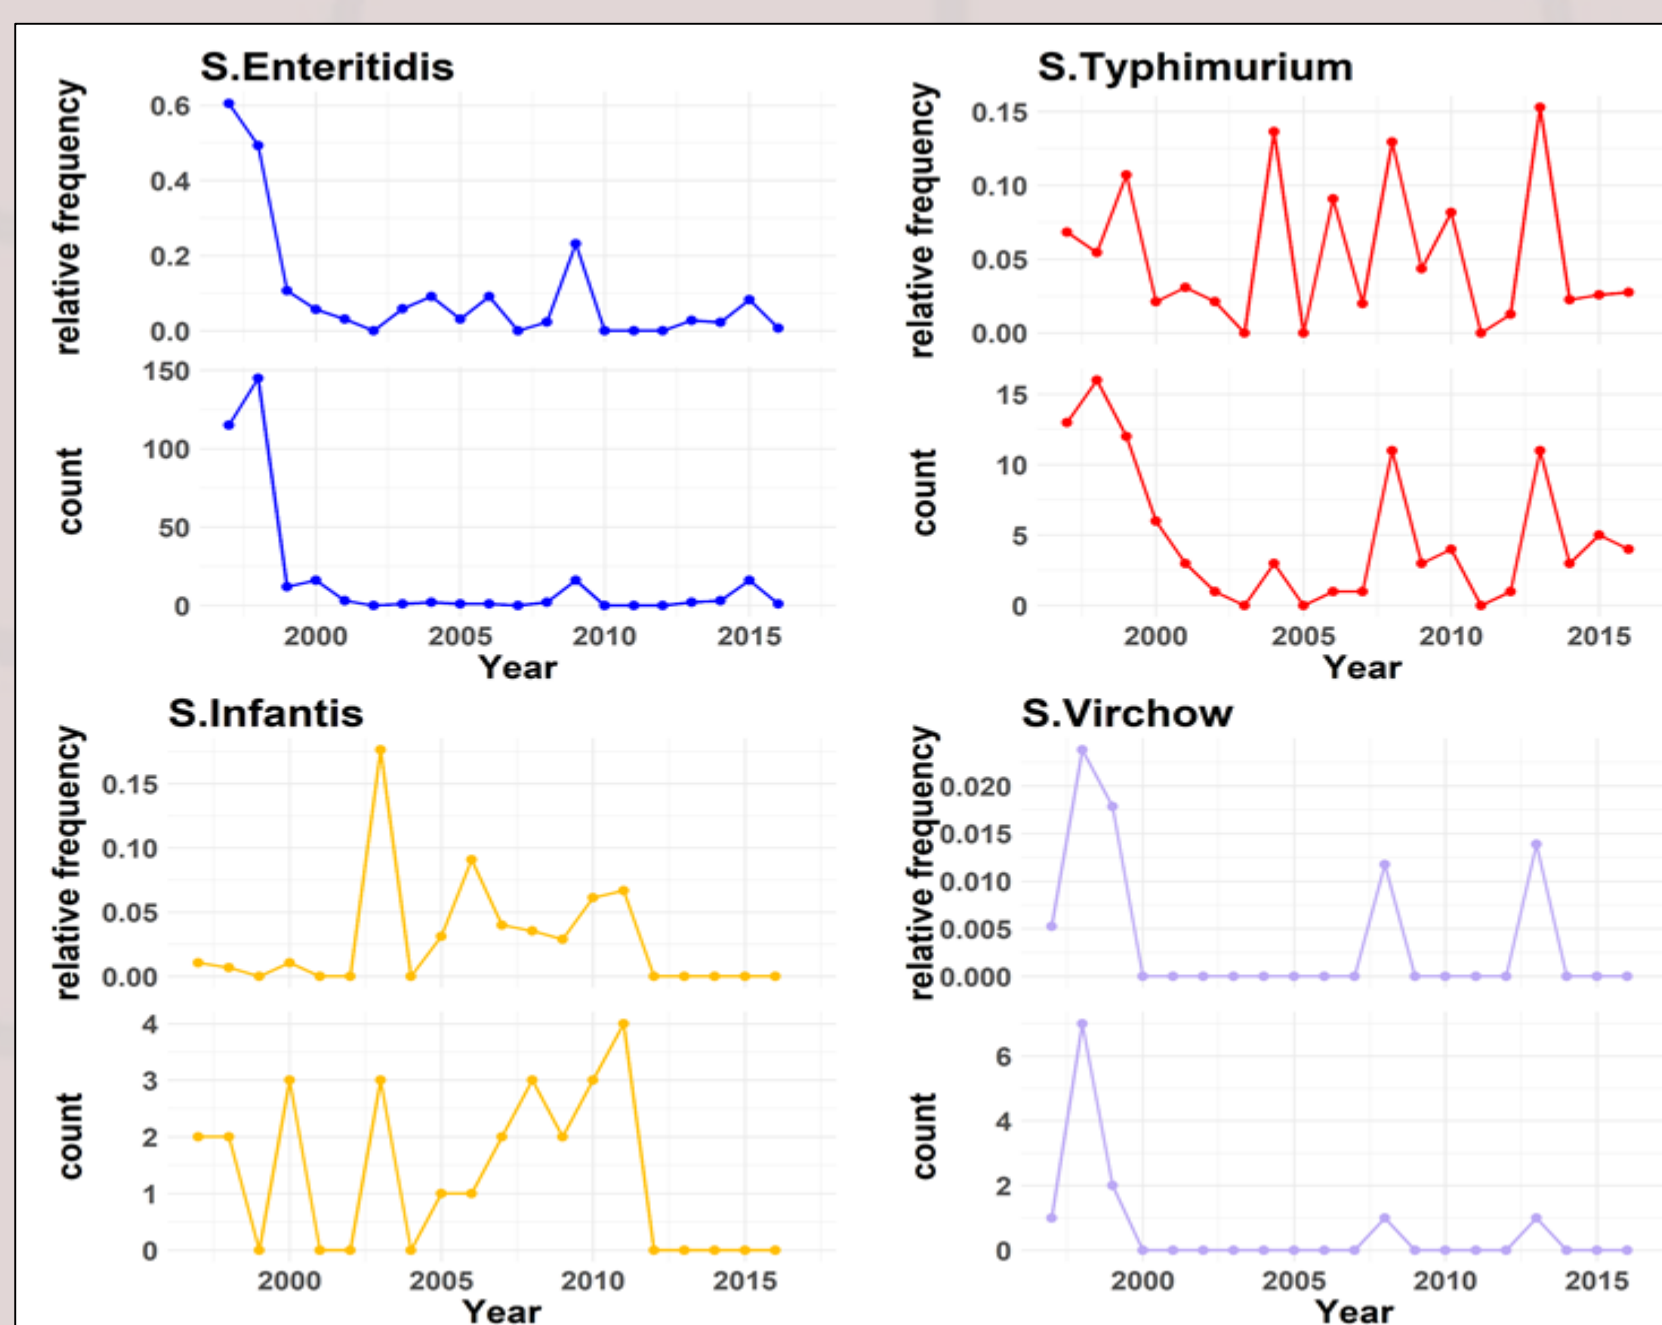 S.Enteritidis
relative frequency
0.6
0.4
0.2
0.0
count
150
100
50
0
2000 2005 2010 2015
Year
S.Typhimurium
relative frequency
0.15
0.10
0.05
0.00
count
15
10
5
0
2000 2005 2010 2015
Year
S.Infantis
relative frequency
0.15
0.10
0.05
0.00
count
4
3
2
1
0
2000 2005 2010 2015
Year
S.Virchow
relative frequency
0.020
0.015
0.010
0.005
0.000
count
6
4
2
0
2000 2005 2010 2015
Year